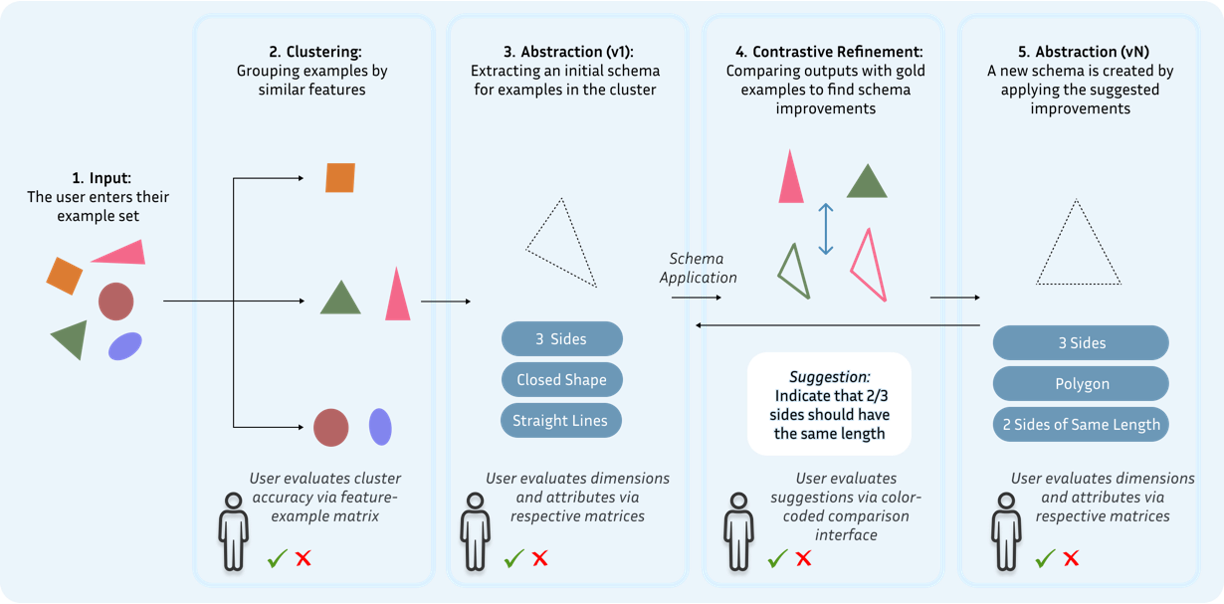 1. Input:
The user enters their
example set
2. Clustering:
Grouping examples by
similar features
User evaluates cluster
accuracy via feature-
example matrix
3. Abstraction (v1):
Extracting an initial schema
for examples in the cluster
3 Sides
Closed Shape
Straight Lines
User evaluates dimensions
and attributes via
respective matrices
Schema
Application
4. Contrastive Refinement:
Comparing outputs with gold
examples to find schema
improvements
Suggestion:
Indicate that 2/3
sides should have
the same length
User evaluates
suggestions via color-
coded comparison
interface
5. Abstraction (vN)
A new schema is created by
applying the suggested
improvements
3 Sides
Polygon
2 Sides of Same Length
User evaluates dimensions
and attributes via
respective matrices